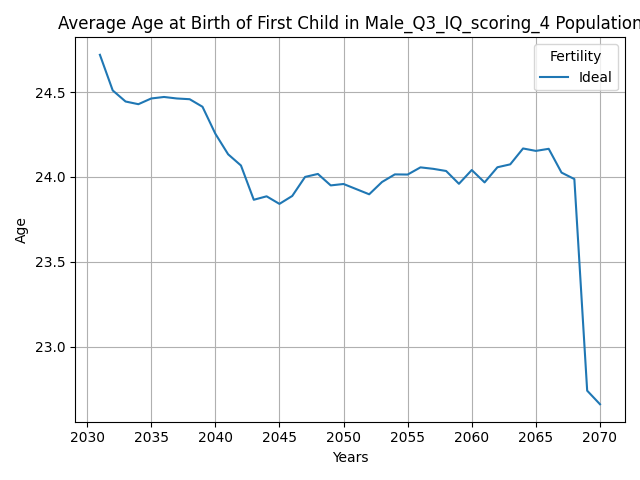 Average Age at Birth of First Child in Male_Q3_IQ_scoring_4 Population
Fertility
Ideal
24.5
24.0
23.5
23.0
Age
2030 2035 2040 2045 2050 2055 2060 2065 2070
Years